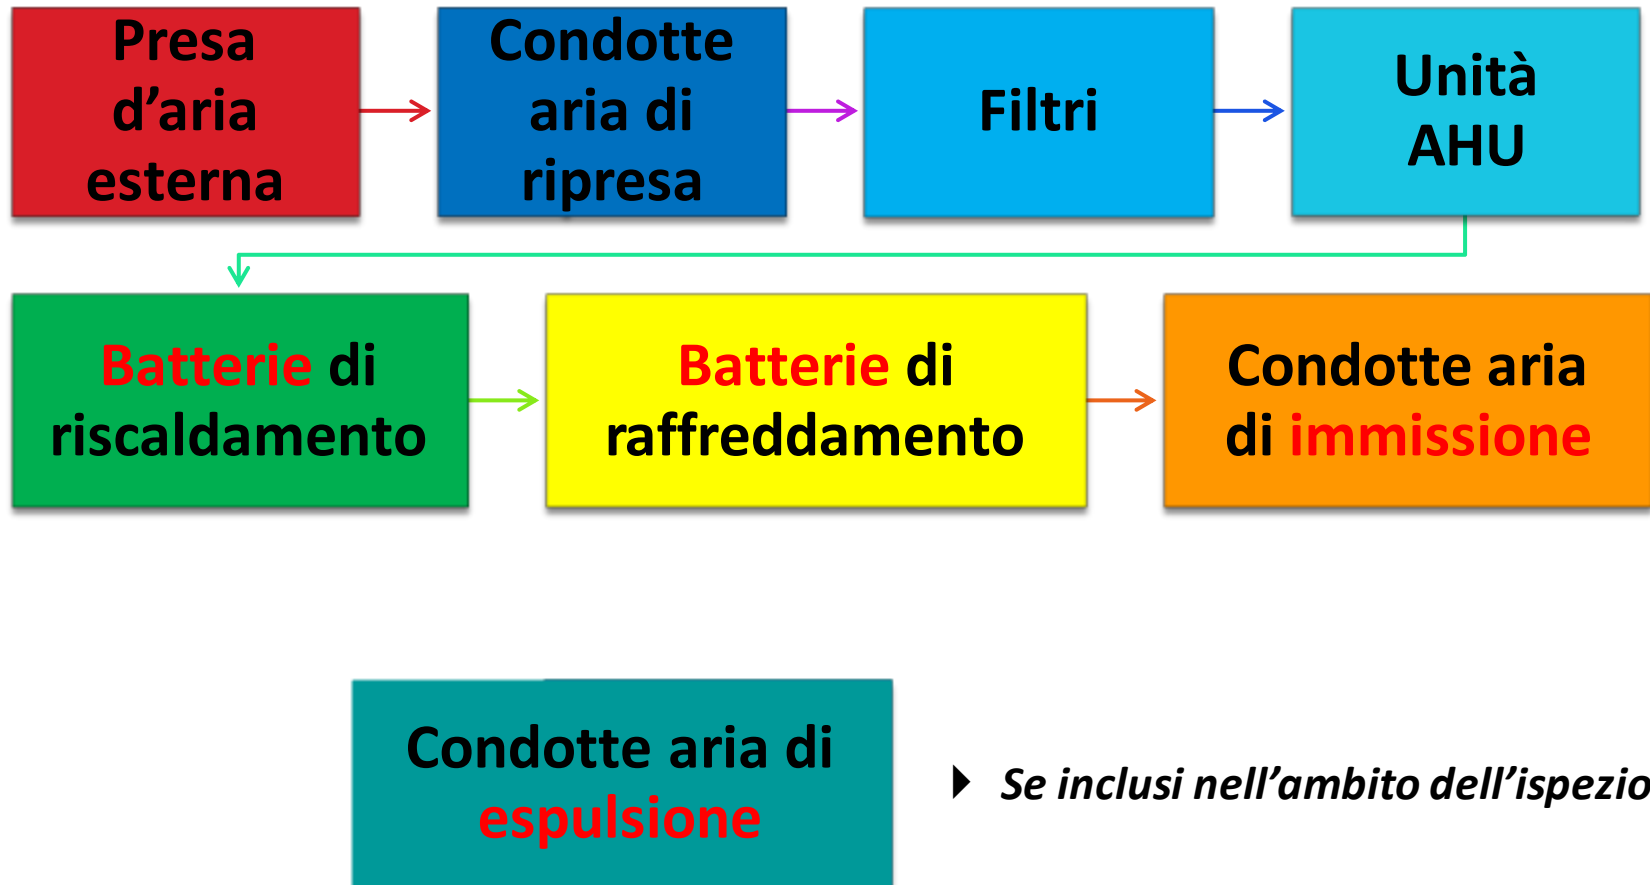 Presa
d’aria
esterna
Condotte
aria di
ripresa
Filtri
Unità
AHU
Batterie di
riscaldamento
Batterie di
raffreddamento
Condotte aria
di immissione
Condotte aria di
espulsione
Se inclusi nell’ambito dell’ispezio